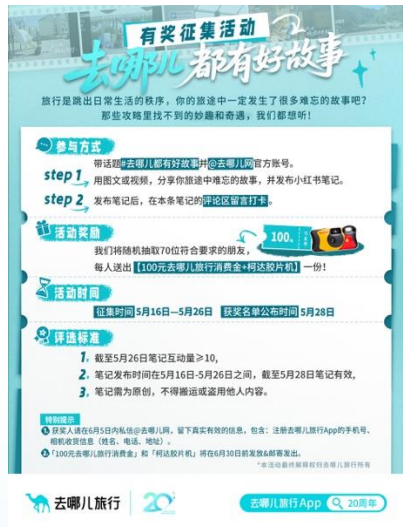 有奖征集活动
去哪儿都有好故事
旅行是跳出日常生活的秩序，你的旅途中一定发生了很多难忘的故事吧？
那些攻略里找不到的妙趣和奇遇，我们都想听！
参与方式
带话题#去哪儿都有好故事并@去哪儿网官方账号。
step 1 用图文或视频，分享你旅途中难忘的故事，并发布小红书笔记。
step 2 发布笔记后，在本条笔记的评论区留言打卡。
活动奖励
100元
我们将随机抽取70位符合要求的朋友，
每人送出【100元去哪儿旅行消费金+柯达胶片机】一份！
活动时间
征集时间 5月16日—5月26日 获奖名单公布时间 5月28日
评选标准
1，截至5月26日笔记互动量≥10,
2，笔记发布时间在5月16日-5月26日之间，截至5月28日笔记有效,
3，笔记需为原创，不得搬运或盗用他人内容。
特别提示
1 获奖人请在6月5日内私信@去哪儿网，留下真实有效的信息，包含：注册去哪儿旅行App的手机号、
相机收货信息（姓名、电话、地址）。
2 「100元去哪儿旅行消费金」和「柯达胶片机」将在6月30日前发放&邮寄发出。
*本活动最终解释权归去哪儿旅行所有
去哪儿旅行 20 去哪儿旅行App 20周年